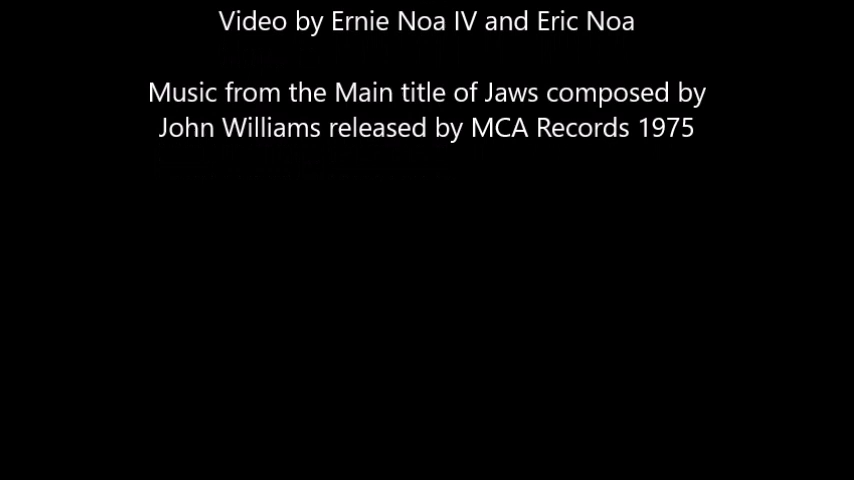 Video by Ernie Noa IV and Eric Noa
Music from the Main title of Jaws composed by
John Williams released by MCA Records 1975